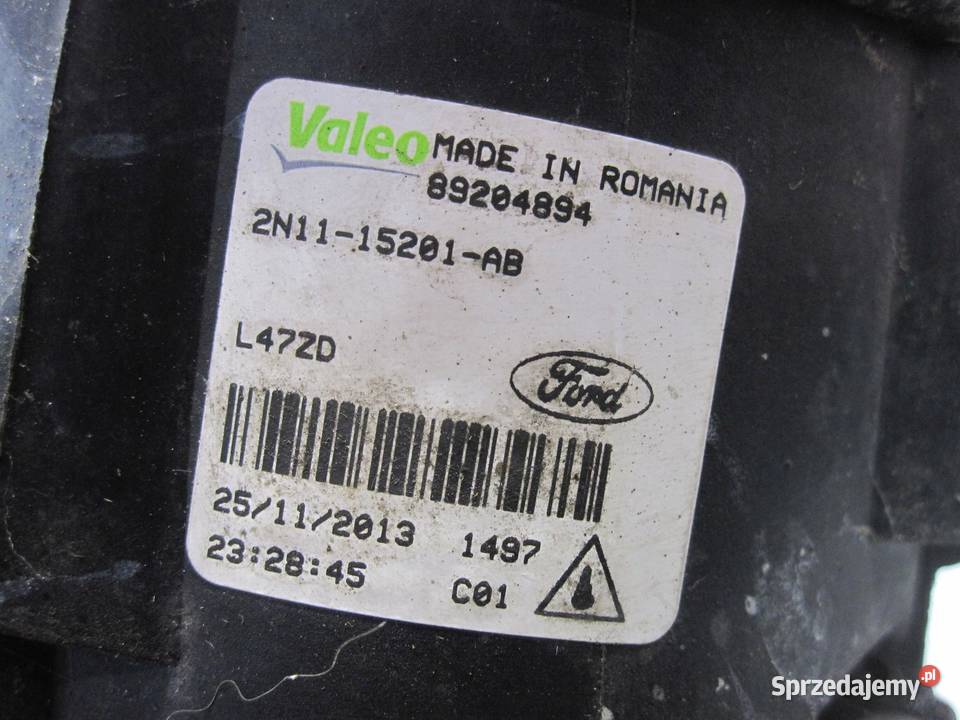 Valeo MADE IN ROMANIA
89204894
2N11-15201-AB
L47ZD
Ford
25/11/2013 1497
23:28:45 C01
Sprzedajemy.pl